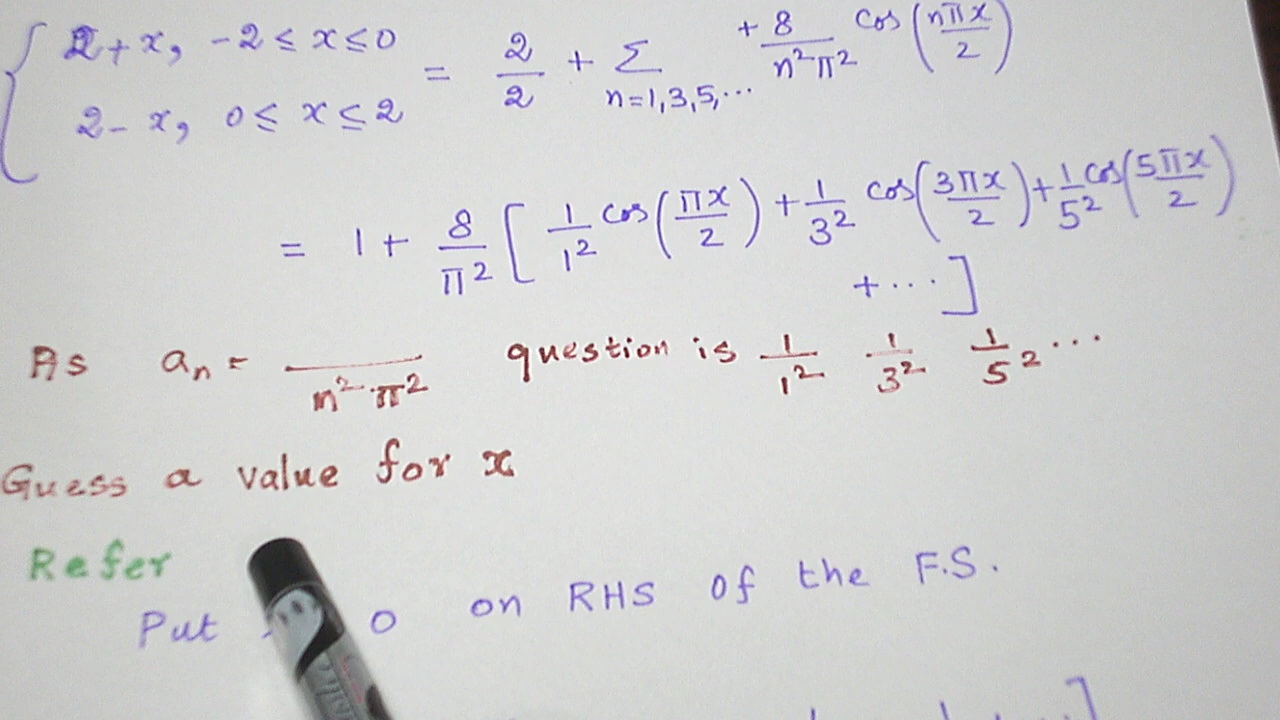 { 2 + x, -2 ≤ x ≤ 0
2 - x, 0 ≤ x ≤ 2 = 2/2 + Σ n=1,3,5,... + 8/n²π² cos(nπx/2)
= 1 + 8/π² [ 1/1² cos(πx/2) + 1/3² cos(3πx/2) + 1/5² cos(5πx/2)
+ ... ]
As aₙ = —/n².π² question is 1/1² 1/3² 1/5² ...
Guess a value for x
Refer
Put 0 on RHS of the F.S.
]